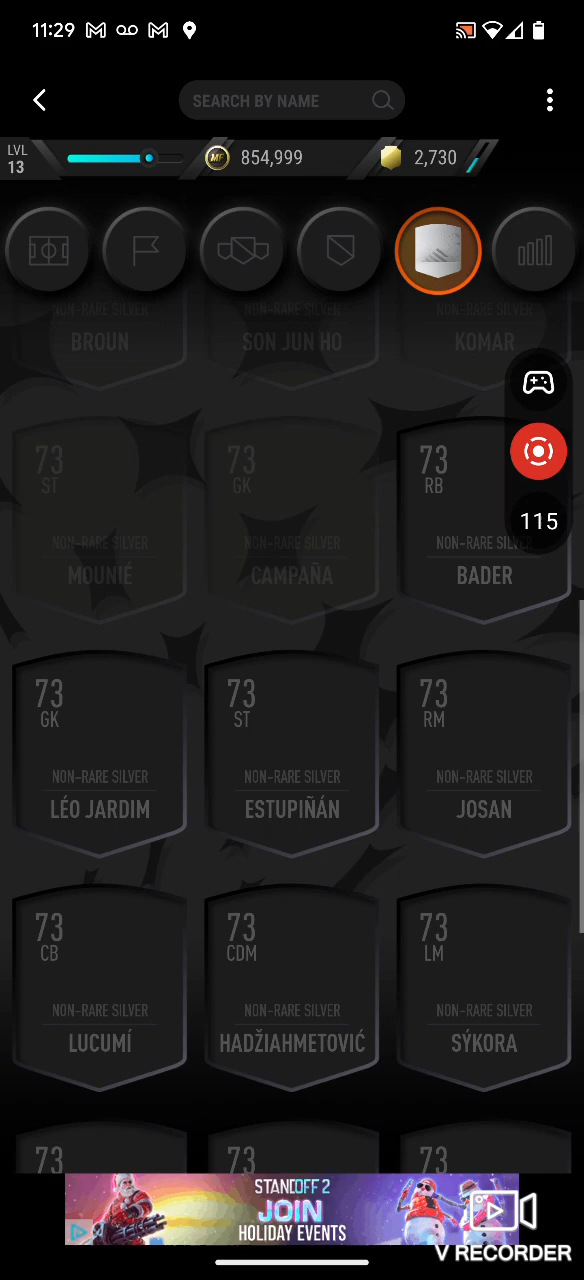 11:29
SEARCH BY NAME
LVL
13
MF
854,999
2,730
NON-RARE SILVER NON-RARE SILVER NON-RARE SILVER
BROUN SON JUN HO KOMAR
73 73 73
ST GK RB
115
NON-RARE SILVER NON-RARE SILVER NON-RARE SILVER
MOUNIÉ CAMPAÑA BADER
73 73 73
GK ST RM
NON-RARE SILVER NON-RARE SILVER NON-RARE SILVER
LÉO JARDIM ESTUPIÑÁN JOSAN
73 73 73
CB CDM LM
NON-RARE SILVER NON-RARE SILVER NON-RARE SILVER
LUCUMÍ HADŽIAHMETOVIĆ SÝKORA
73 73 73
STANDOFF 2
JOIN
HOLIDAY EVENTS
V RECORDER